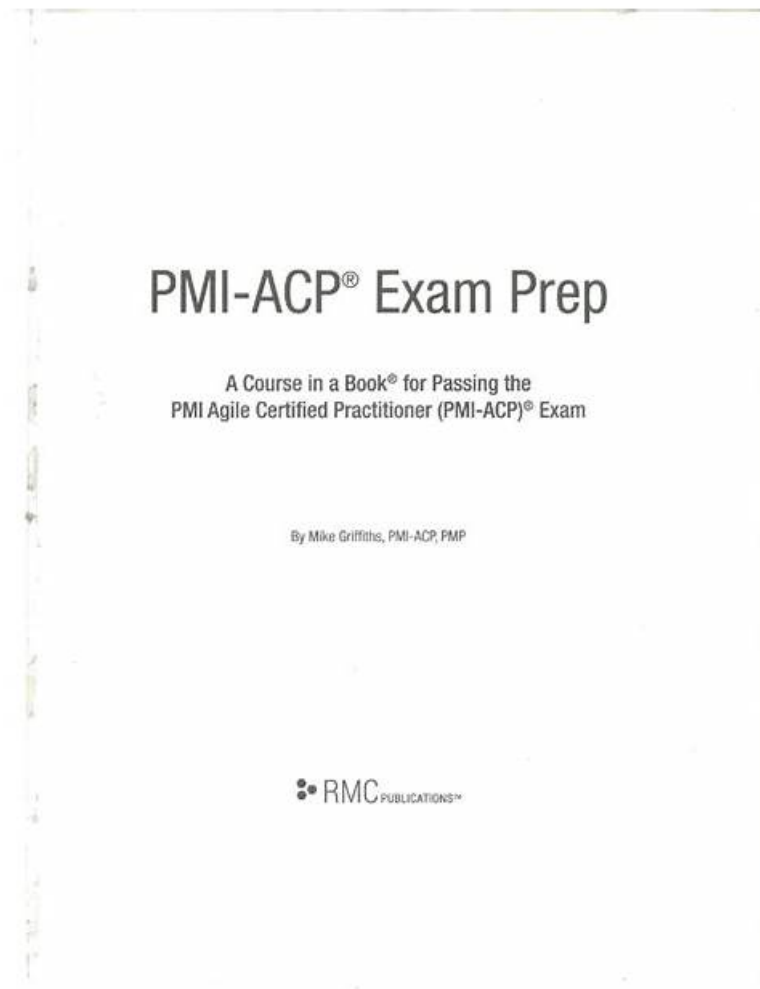 PMI-ACP® Exam Prep
A Course in a Book® for Passing the
PMI Agile Certified Practitioner (PMI-ACP)® Exam
By Mike Griffiths, PMI-ACP, PMP
RMC PUBLICATIONS™